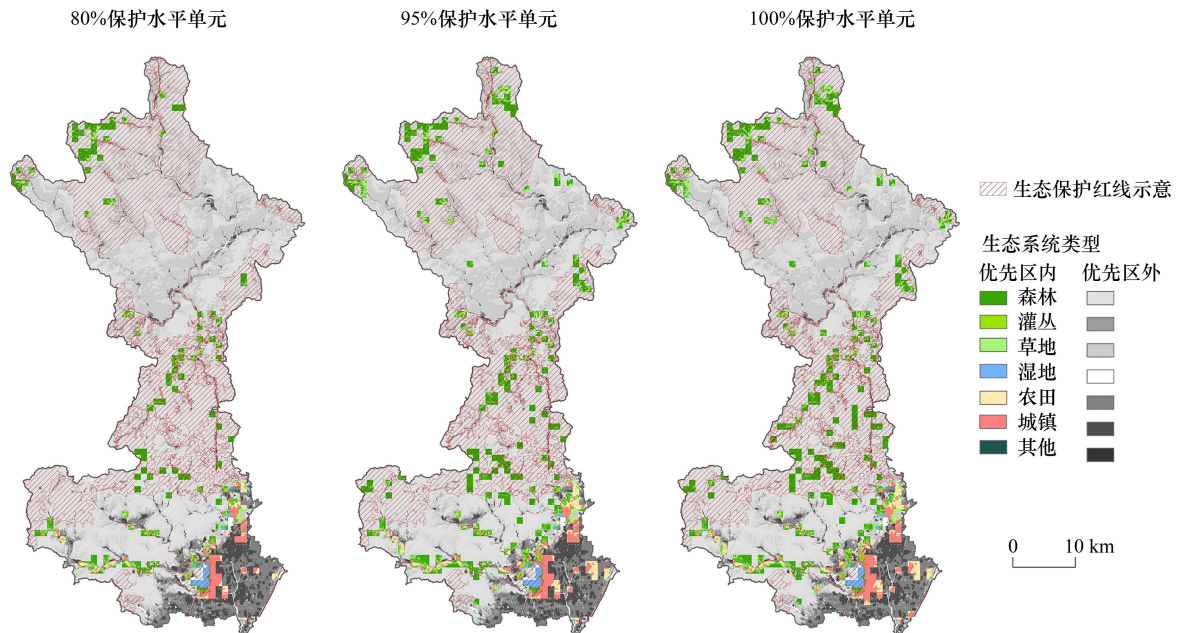 80%保护水平单元
95%保护水平单元
100%保护水平单元
生态保护红线示意
生态系统类型
优先区内 优先区外
森林
灌丛
草地
湿地
农田
城镇
其他
0 10 km